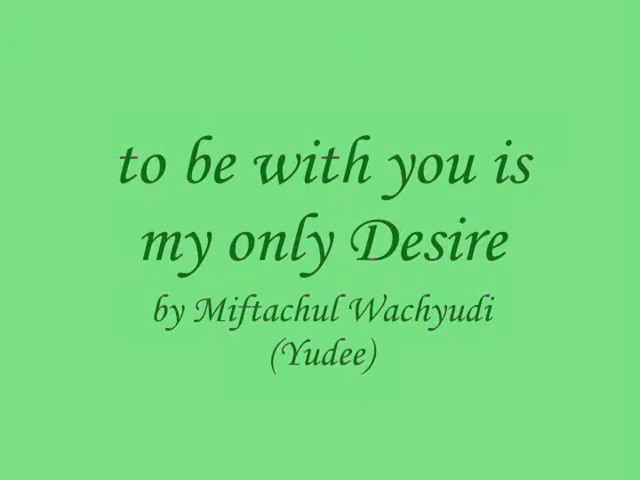 to be with you is
my only Desire
by Miftachul Wachyudi
(Yudee)